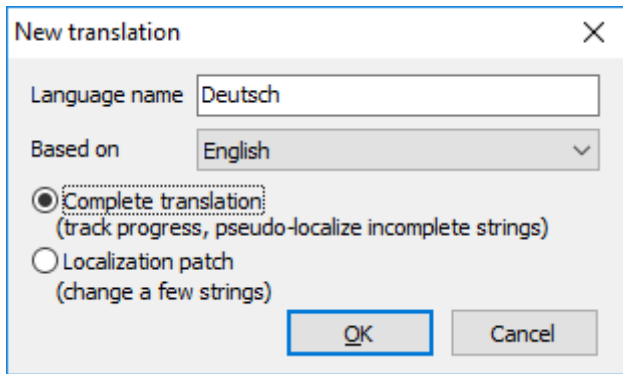 New translation
Language name Deutsch
Based on English
Complete translation
(track progress, pseudo-localize incomplete strings)
Localization patch
(change a few strings)
OK Cancel